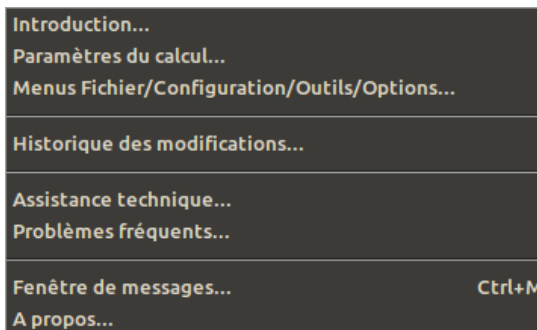 Introduction...
Paramètres du calcul...
Menus Fichier/Configuration/Outils/Options...
Historique des modifications...
Assistance technique...
Problèmes fréquents...
Fenêtre de messages... Ctrl+M
A propos...